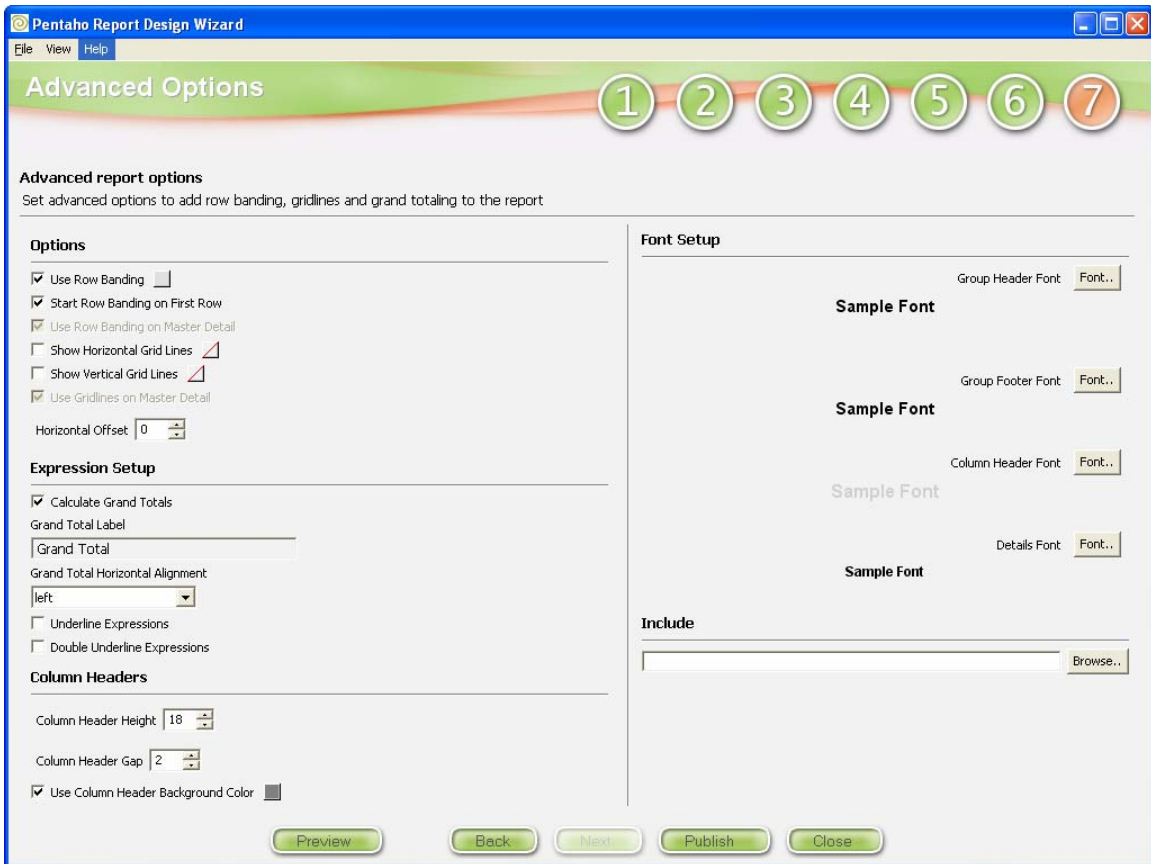 Pentaho Report Design Wizard
File View Help
Advanced Options
1 2 3 4 5 6 7
Advanced report options
Set advanced options to add row banding, gridlines and grand totaling to the report
Options
Use Row Banding
Start Row Banding on First Row
Use Row Banding on Master Detail
Show Horizontal Grid Lines
Show Vertical Grid Lines
Use Gridlines on Master Detail
Horizontal Offset 0
Expression Setup
Calculate Grand Totals
Grand Total Label
Grand Total
Grand Total Horizontal Alignment
left
Underline Expressions
Double Underline Expressions
Column Headers
Column Header Height 18
Column Header Gap 2
Use Column Header Background Color
Font Setup
Group Header Font Font..
Sample Font
Group Footer Font Font..
Sample Font
Column Header Font Font..
Sample Font
Details Font Font..
Sample Font
Include
Browse..
Preview Back Next Publish Close